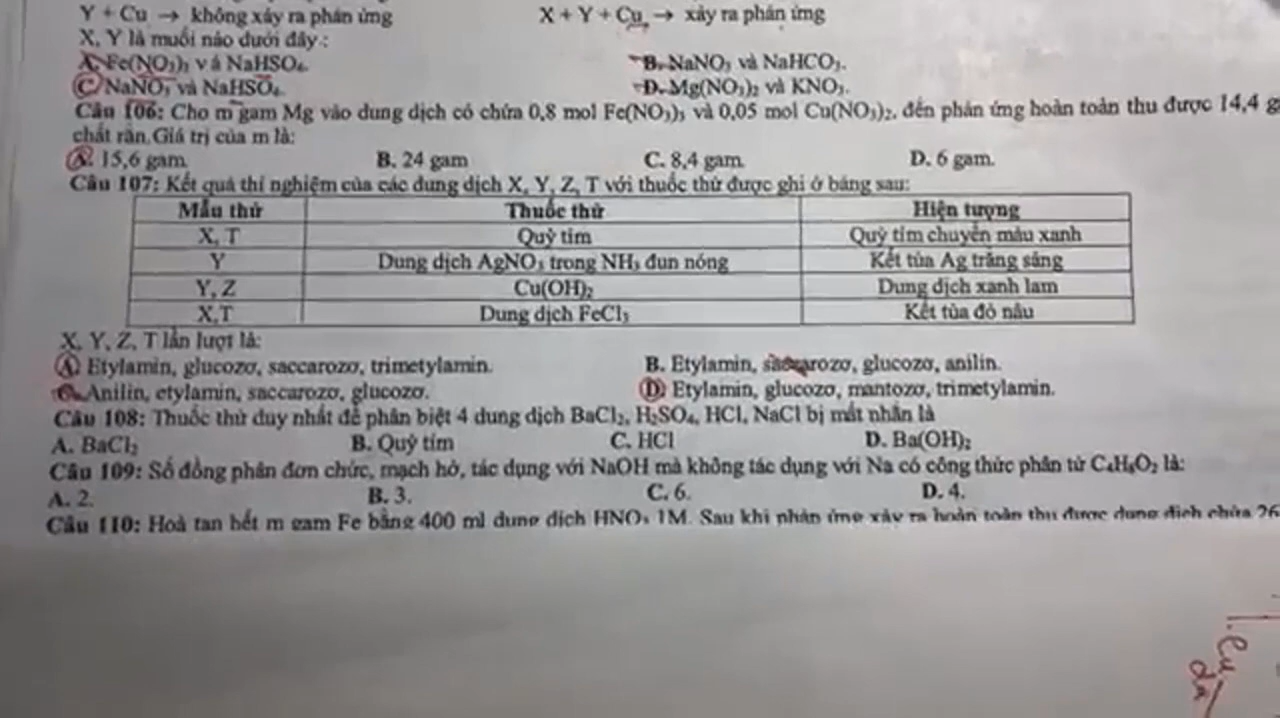 Y + Cu → không xảy ra phản ứng X + Y + Cu → xảy ra phản ứng
X, Y là muối nào dưới đây :
A. Fe(NO₃)₃ và NaHSO₄. B. NaNO₃ và NaHCO₃.
C. NaNO₃ và NaHSO₄. D. Mg(NO₃)₂ và KNO₃.
Câu 106: Cho m gam Mg vào dung dịch có chứa 0,8 mol Fe(NO₃)₃ và 0,05 mol Cu(NO₃)₂, đến phản ứng hoàn toàn thu được 14,4 g
chất rắn. Giá trị của m là:
A. 15,6 gam. B. 24 gam C. 8,4 gam. D. 6 gam.
Câu 107: Kết quả thí nghiệm của các dung dịch X, Y, Z, T với thuốc thử được ghi ở bảng sau:
Mẫu thử Thuốc thử Hiện tượng
X, T Quỳ tím Quỳ tím chuyển màu xanh
Y Dung dịch AgNO₃ trong NH₃ đun nóng Kết tủa Ag trắng sáng
Y, Z Cu(OH)₂ Dung dịch xanh lam
X,T Dung dịch FeCl₃ Kết tủa đỏ nâu
X, Y, Z, T lần lượt là:
A. Etylamin, glucozơ, saccarozơ, trimetylamin. B. Etylamin, saccarozơ, glucozơ, anilin.
C. Anilin, etylamin, saccarozơ, glucozơ. D. Etylamin, glucozơ, mantozơ, trimetylamin.
Câu 108: Thuốc thử duy nhất để phân biệt 4 dung dịch BaCl₂, H₂SO₄, HCl, NaCl bị mất nhãn là
A. BaCl₂ B. Quỳ tím C. HCl D. Ba(OH)₂
Câu 109: Số đồng phân đơn chức, mạch hở, tác dụng với NaOH mà không tác dụng với Na có công thức phân tử C₄H₈O₂ là:
A. 2. B. 3. C. 6. D. 4.
Câu 110: Hoà tan hết m gam Fe bằng 400 ml dung dịch HNO₃ 1M. Sau khi phản ứng xảy ra hoàn toàn thu được dung dịch chứa 26